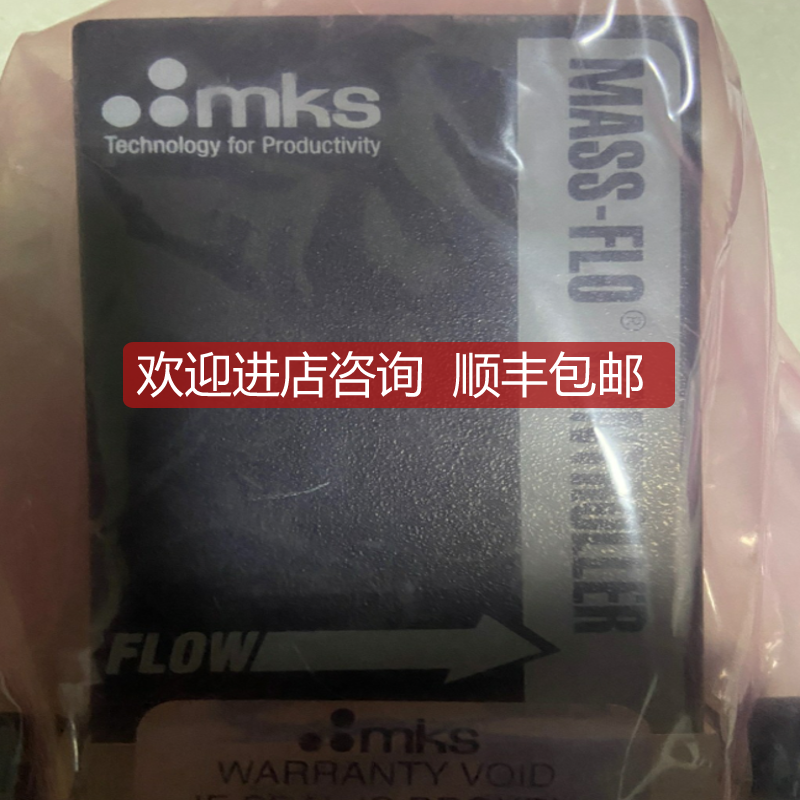 mks
Technology for Productivity
MASS-FLO®
欢迎进店咨询 顺丰包邮
FLOW
mks
WARRANTY VOID